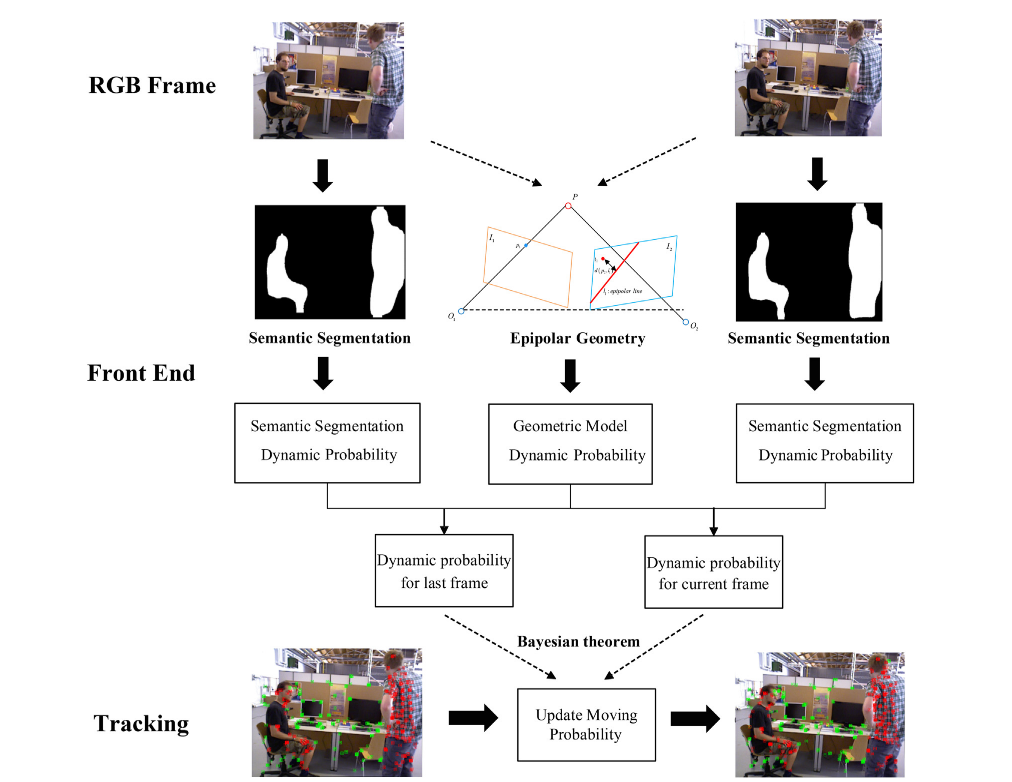 RGB Frame
P
I₁
p₁
I₂
l₂ : epipolar line
O₁
O₂
Semantic Segmentation
Epipolar Geometry
Semantic Segmentation
Front End
Semantic Segmentation
Dynamic Probability
Geometric Model
Dynamic Probability
Semantic Segmentation
Dynamic Probability
Dynamic probability
for last frame
Dynamic probability
for current frame
Bayesian theorem
Tracking
Update Moving
Probability